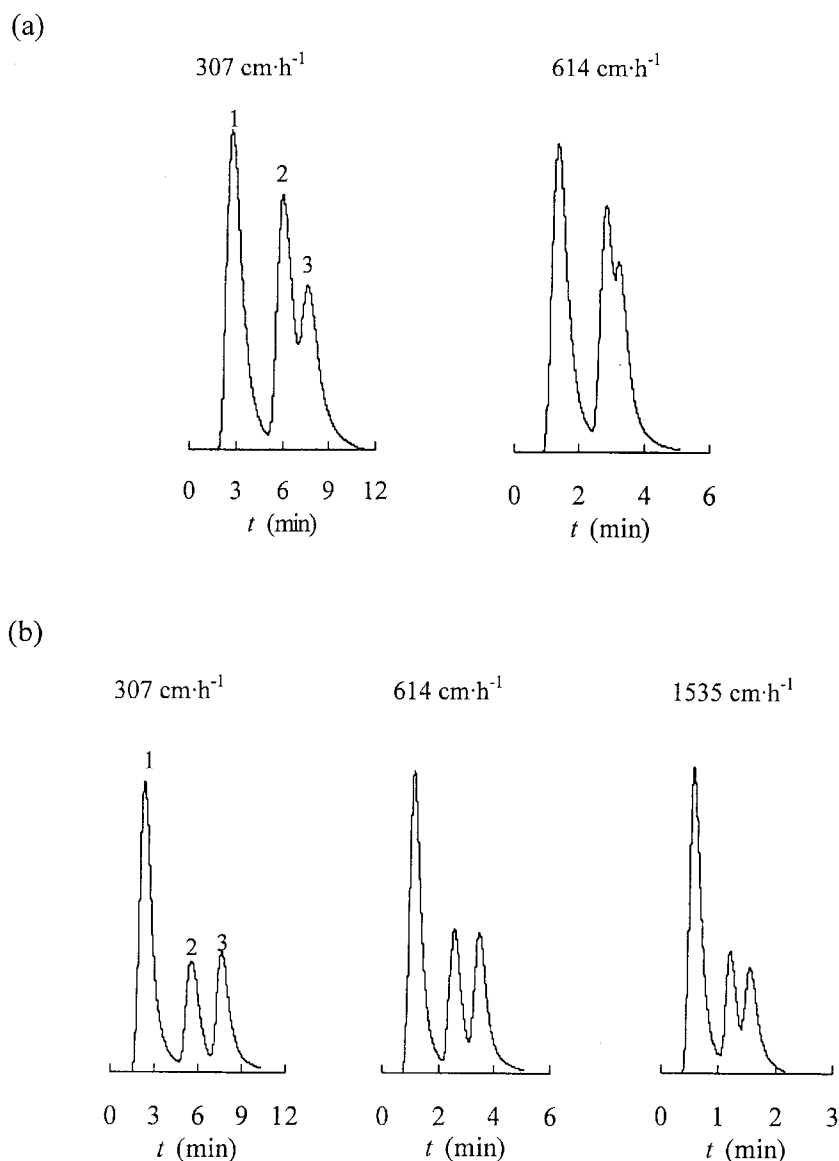 (a)
307 cm·h⁻¹ 614 cm·h⁻¹
1
2
3
0 3 6 9 12 0 2 4 6
t (min) t (min)
(b)
307 cm·h⁻¹ 614 cm·h⁻¹ 1535 cm·h⁻¹
1
2 3
0 3 6 9 12 0 2 4 6 0 1 2 3
t (min) t (min) t (min)